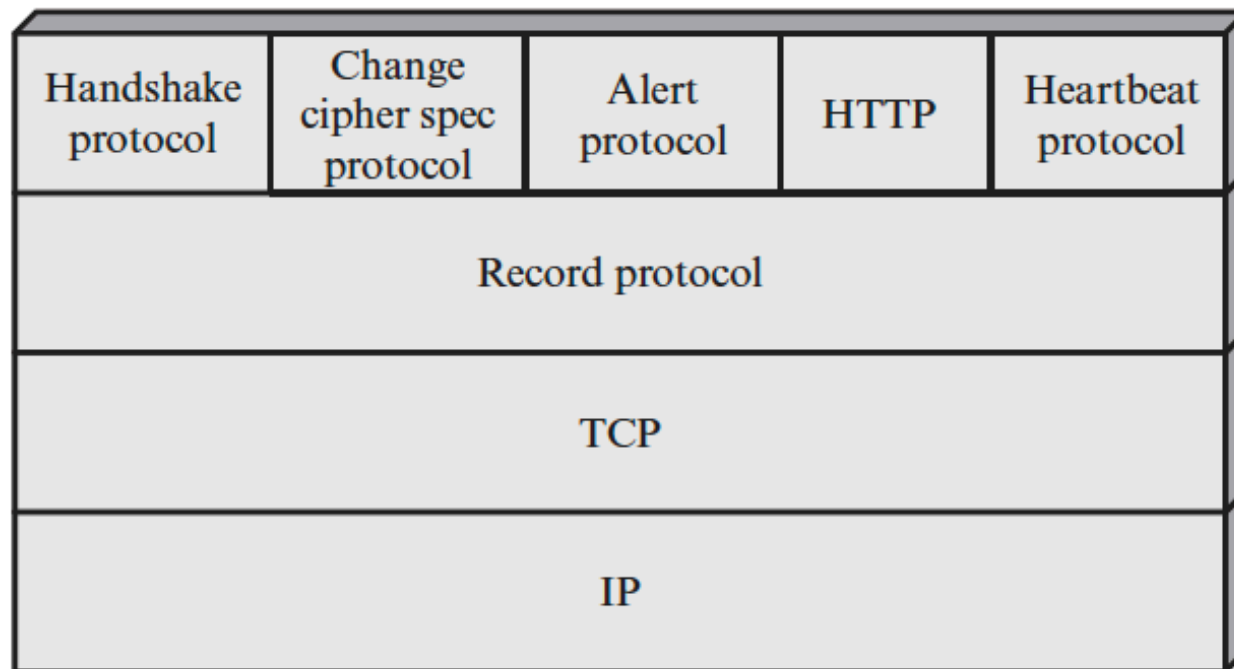 Handshake
protocol
Change
cipher spec
protocol
Alert
protocol
HTTP
Heartbeat
protocol
Record protocol
TCP
IP